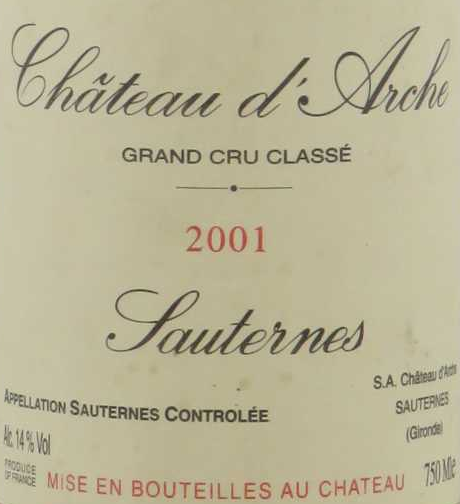 Château d'Arche
GRAND CRU CLASSÉ
2001
Sauternes
APPELLATION SAUTERNES CONTROLÉE
Alc. 14 % Vol
PRODUCE
OF FRANCE
MISE EN BOUTEILLES AU CHATEAU
S.A. Château d'Arche
SAUTERNES
(Gironde)
750 Mle